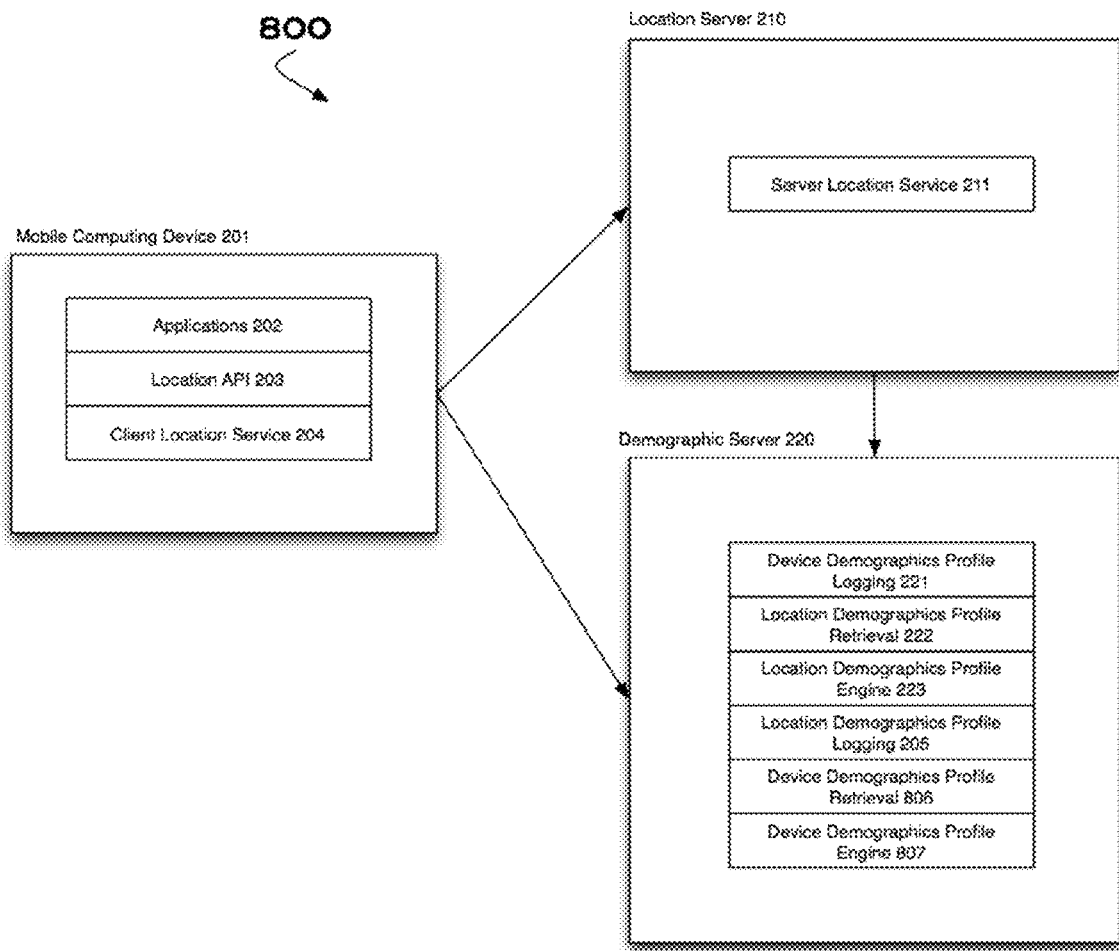 800
Location Server 210
Server Location Service 211
Mobile Computing Device 201
Applications 202
Location API 203
Client Location Service 204
Demographic Server 220
Device Demographics Profile
Logging 221
Location Demographics Profile
Retrieval 222
Location Demographics Profile
Engine 223
Location Demographics Profile
Logging 205
Device Demographics Profile
Retrieval 806
Device Demographics Profile
Engine 807